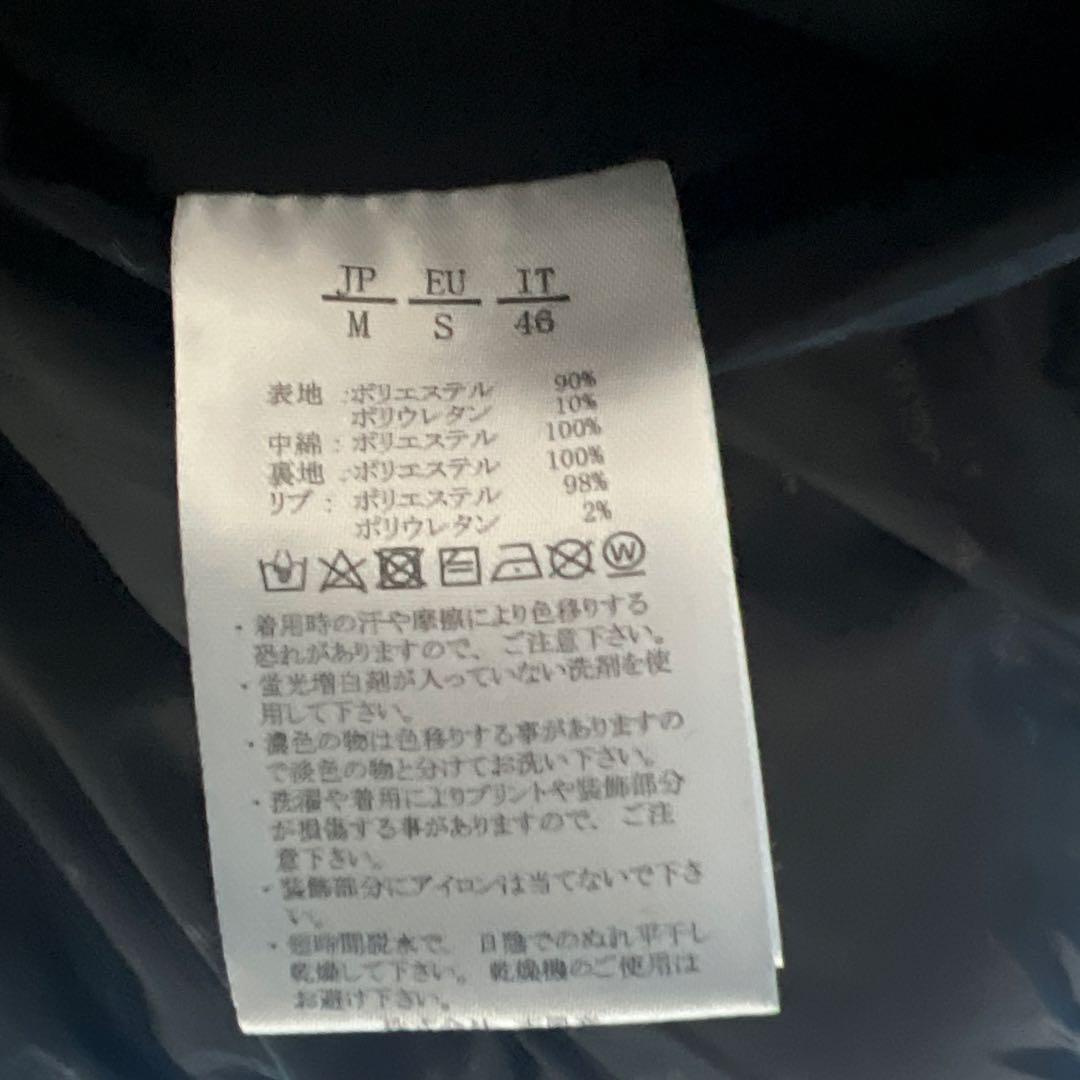 JP EU IT
M S 46
表地 :ポリエステル 90%
ポリウレタン 10%
中綿 : ポリエステル 100%
裏地 :ポリエステル 100%
リブ : ポリエステル 98%
ポリウレタン 2%
W
・着用時の汗や摩擦により色移りする
恐れがありますので、ご注意下さい。
・蛍光増白剤が入っていない洗剤を使
用して下さい。
・濃色の物は色移りする事がありますの
で淡色の物と分けてお洗い下さい。
・洗濯や着用によりプリントや装飾部分
が損傷する事がありますので、ご注
意下さい。
・装飾部分にアイロンは当てないで下さ
い。
・短時間脱水で、日陰でのぬれ平干し
乾燥して下さい。乾燥機のご使用は
お避け下さい。